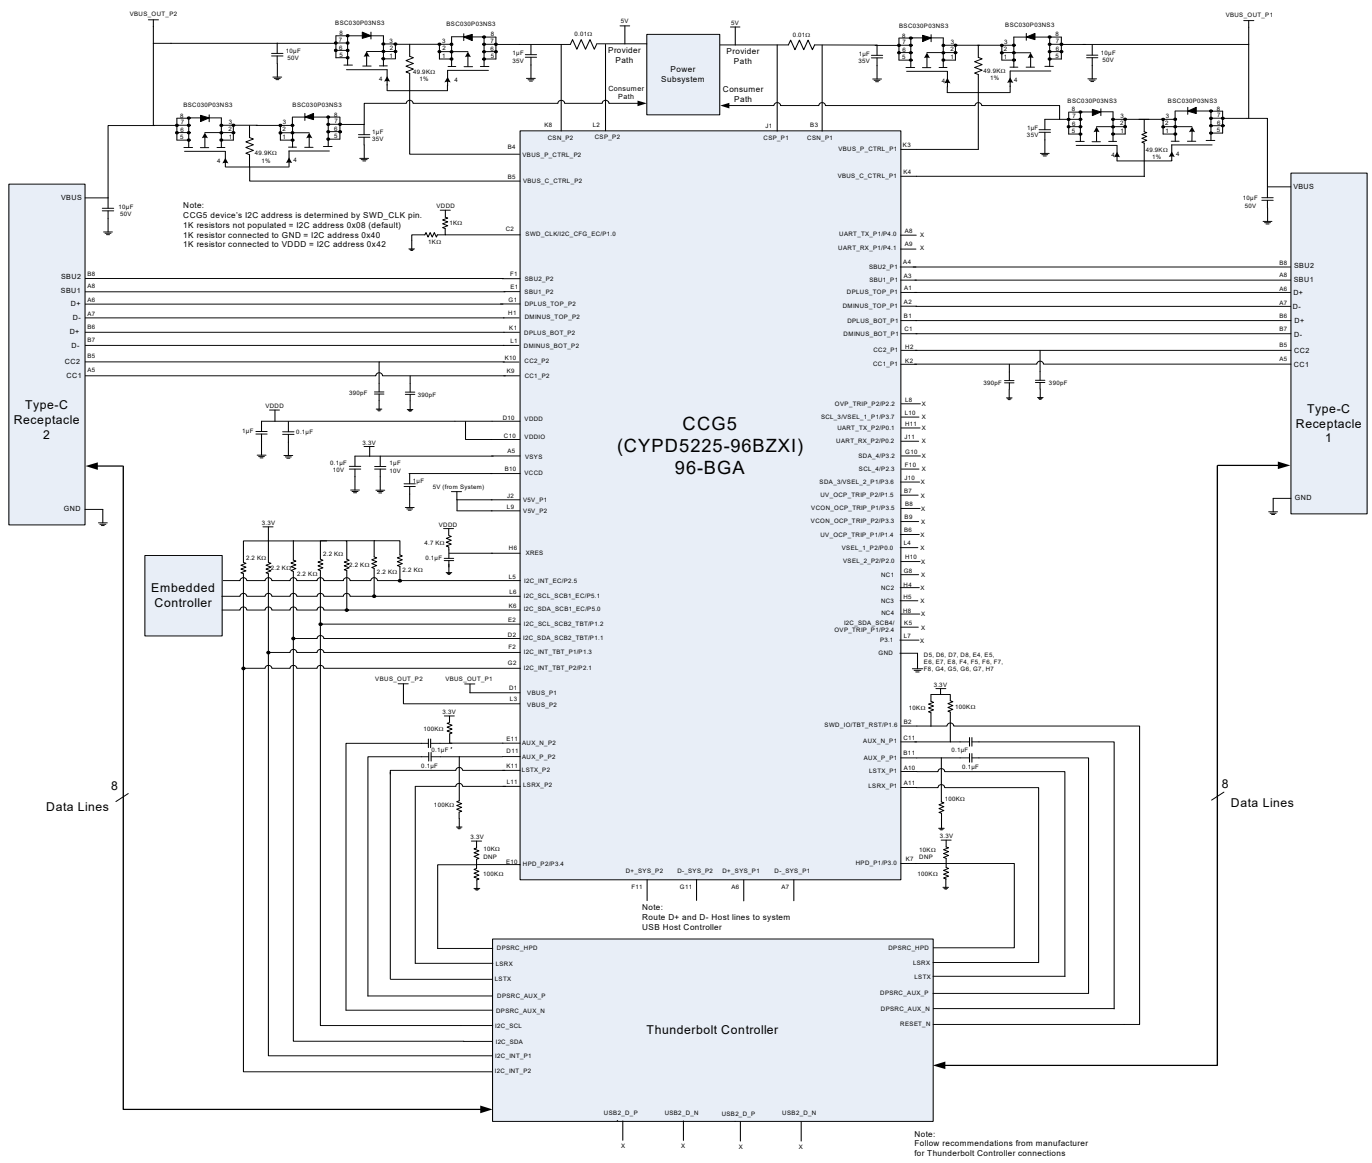 VBUS_OUT_P2
BSC030P03NS3
BSC030P03NS3
0.01Ω
5V
5V
0.01Ω
BSC030P03NS3
BSC030P03NS3
VBUS_OUT_P1
10µF
50V
49.9KΩ
1%
1µF
35V
Provider
Path
Consumer
Path
Power
Subsystem
Provider
Path
Consumer
Path
1µF
35V
49.9KΩ
1%
10µF
50V
BSC030P03NS3
BSC030P03NS3
49.9KΩ
1%
1µF
35V
BSC030P03NS3
BSC030P03NS3
1µF
35V
49.9KΩ
1%
K8
L2
J1
B3
CSN_P2
CSP_P2
CSP_P1
CSN_P1
B4
VBUS_P_CTRL_P2
B5
VBUS_C_CTRL_P2
VBUS_P_CTRL_P1
K3
VBUS_C_CTRL_P1
K4
VBUS
10µF
50V
VBUS
10µF
50V
Note:
CCG5 device's I2C address is determined by SWD_CLK pin.
1K resistors not populated = I2C address 0x08 (default)
1K resistor connected to GND = I2C address 0x40
1K resistor connected to VDDD = I2C address 0x42
VDDD
1KΩ
1KΩ
C2
SWD_CLK/I2C_CFG_EC/P1.0
UART_TX_P1/P4.0
A8
X
UART_RX_P1/P4.1
A9
X
SBU2 B8
F1 SBU2_P2
SBU1 A8
E1 SBU1_P2
D+ A6
G1 DPLUS_TOP_P2
D- A7
H1 DMINUS_TOP_P2
D+ B6
K1 DPLUS_BOT_P2
D- B7
L1 DMINUS_BOT_P2
CC2 B5
K10 CC2_P2
CC1 A5
K9 CC1_P2
SBU2_P1 A4
B8 SBU2
SBU1_P1 A3
A8 SBU1
DPLUS_TOP_P1 A1
A6 D+
DMINUS_TOP_P1 A2
A7 D-
DPLUS_BOT_P1 B1
B6 D+
DMINUS_BOT_P1 C1
B7 D-
CC2_P1 H2
B5 CC2
CC1_P1 K2
A5 CC1
390pF
390pF
390pF
390pF
Type-C
Receptacle
2
Type-C
Receptacle
1
CCG5
(CYPD5225-96BZXI)
96-BGA
VDDD
1µF
0.1µF
D10 VDDD
C10 VDDIO
3.3V
0.1µF
10V
1µF
10V
A5 VSYS
B10 VCCD
1µF
5V (from System)
J2 V5V_P1
L9 V5V_P2
GND
GND
OVP_TRIP_P2/P2.2 L8 X
SCL_3/VSEL_1_P1/P3.7 L10 X
UART_TX_P2/P0.1 H11 X
UART_RX_P2/P0.2 J11 X
SDA_4/P3.2 G10 X
SCL_4/P2.3 F10 X
SDA_3/VSEL_2_P1/P3.6 J10 X
UV_OCP_TRIP_P2/P1.5 B7 X
VCON_OCP_TRIP_P1/P3.5 B8 X
VCON_OCP_TRIP_P2/P3.3 B9 X
UV_OCP_TRIP_P1/P1.4 B6 X
VSEL_1_P2/P0.0 L4 X
VSEL_2_P2/P2.0 H10 X
NC1 G8 X
NC2 H4 X
NC3 H5 X
NC4 H8 X
I2C_SDA_SCB4/
OVP_TRIP_P1/P2.4 K5 X
P3.1 L7 X
GND
D5, D6, D7, D8, E4, E5,
E6, E7, E8, F4, F5, F6, F7,
F8, G4, G5, G6, G7, H7
VDDD
4.7 KΩ
0.1µF
H6 XRES
3.3V
2.2 KΩ
2.2 KΩ
2.2 KΩ
2.2 KΩ
2.2 KΩ
2.2 KΩ
2.2 KΩ
Embedded
Controller
L5 I2C_INT_EC/P2.5
L6 I2C_SCL_SCB1_EC/P5.1
K6 I2C_SDA_SCB1_EC/P5.0
E2 I2C_SCL_SCB2_TBT/P1.2
D2 I2C_SDA_SCB2_TBT/P1.1
F2 I2C_INT_TBT_P1/P1.3
G2 I2C_INT_TBT_P2/P2.1
VBUS_OUT_P2
VBUS_OUT_P1
D1 VBUS_P1
L3 VBUS_P2
3.3V
100KΩ
E11 AUX_N_P2
0.1µF
D11 AUX_P_P2
0.1µF
K11 LSTX_P2
L11 LSRX_P2
100KΩ
3.3V
10KΩ
100KΩ
SWD_IO/TBT_RST/P1.6 B2
AUX_N_P1 C11
0.1µF
AUX_P_P1 B11
0.1µF
LSTX_P1 A10
LSRX_P1 A11
100KΩ
8
Data Lines
8
Data Lines
3.3V
10KΩ
DNP
100KΩ
E10 HPD_P2/P3.4
HPD_P1/P3.0 K7
3.3V
10KΩ
DNP
100KΩ
D+_SYS_P2
D-_SYS_P2
D+_SYS_P1
D-_SYS_P1
F11
G11
A6
A7
Note:
Route D+ and D- Host lines to system
USB Host Controller
DPSRC_HPD
LSRX
LSTX
DPSRC_AUX_P
DPSRC_AUX_N
I2C_SCL
I2C_SDA
I2C_INT_P1
I2C_INT_P2
Thunderbolt Controller
DPSRC_HPD
LSRX
LSTX
DPSRC_AUX_P
DPSRC_AUX_N
RESET_N
USB2_D_P
USB2_D_N
USB2_D_P
USB2_D_N
X
X
X
X
Note:
Follow recommendations from manufacturer
for Thunderbolt Controller connections